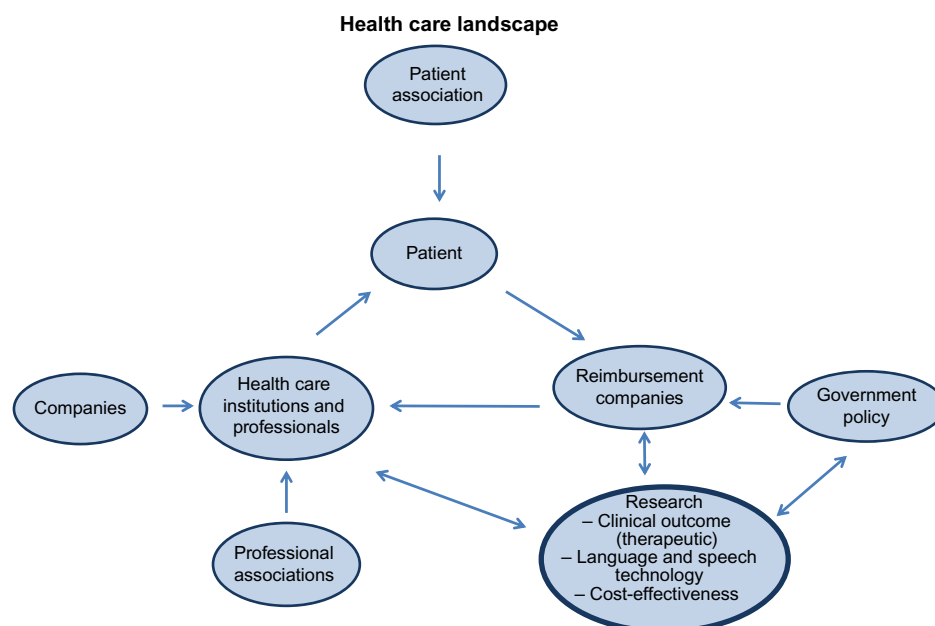 Health care landscape
Patient
association
Patient
Health care
institutions and
professionals
Reimbursement
companies
Companies
Government
policy
Research
– Clinical outcome
(therapeutic)
– Language and speech
technology
– Cost-effectiveness
Professional
associations